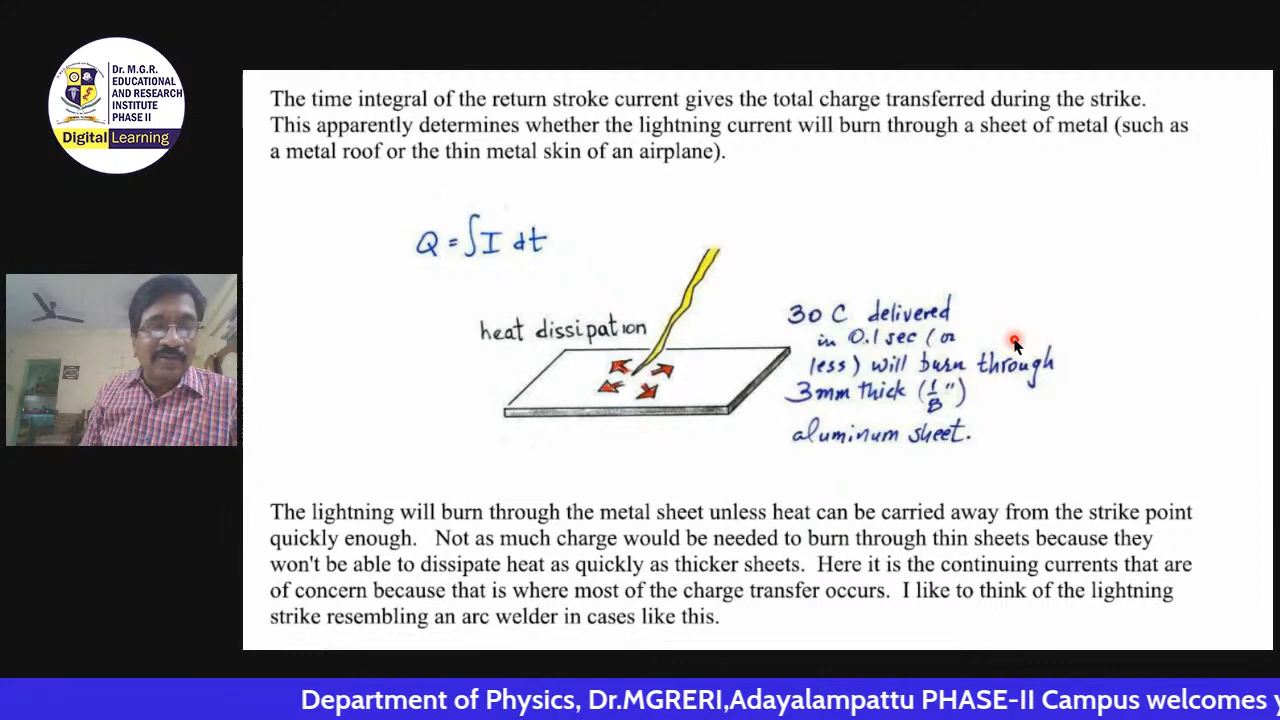 Dr. M.G.R.
EDUCATIONAL
AND RESEARCH
INSTITUTE
PHASE II
Digital Learning
The time integral of the return stroke current gives the total charge transferred during the strike.
This apparently determines whether the lightning current will burn through a sheet of metal (such as
a metal roof or the thin metal skin of an airplane).
Q = ∫I dt
heat dissipation
30 C delivered
in 0.1 sec (or
less) will burn through
3mm thick (1/8")
aluminum sheet.
The lightning will burn through the metal sheet unless heat can be carried away from the strike point
quickly enough. Not as much charge would be needed to burn through thin sheets because they
won't be able to dissipate heat as quickly as thicker sheets. Here it is the continuing currents that are
of concern because that is where most of the charge transfer occurs. I like to think of the lightning
strike resembling an arc welder in cases like this.
Department of Physics, Dr.MGRERI,Adayalampattu PHASE-II Campus welcomes y